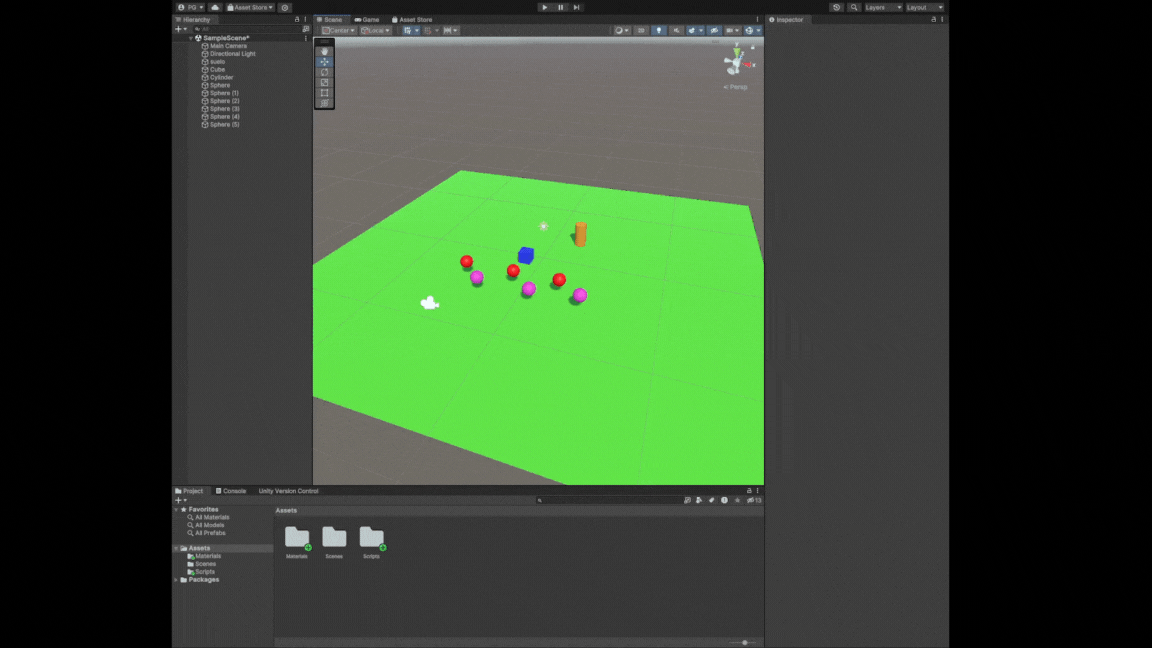 PG Asset Store Layers Layout
Hierarchy
All
SampleScene*
Main Camera
Directional Light
suelo
Cube
Cylinder
Sphere
Sphere (1)
Sphere (2)
Sphere (3)
Sphere (4)
Sphere (5)
Scene Game Asset Store
Center Local
2D
Persp
Inspector
Project Console Unity Version Control
Favorites
All Materials
All Models
All Prefabs
Assets
Materials
Scenes
Scripts
Packages
Assets
Materials Scenes Scripts